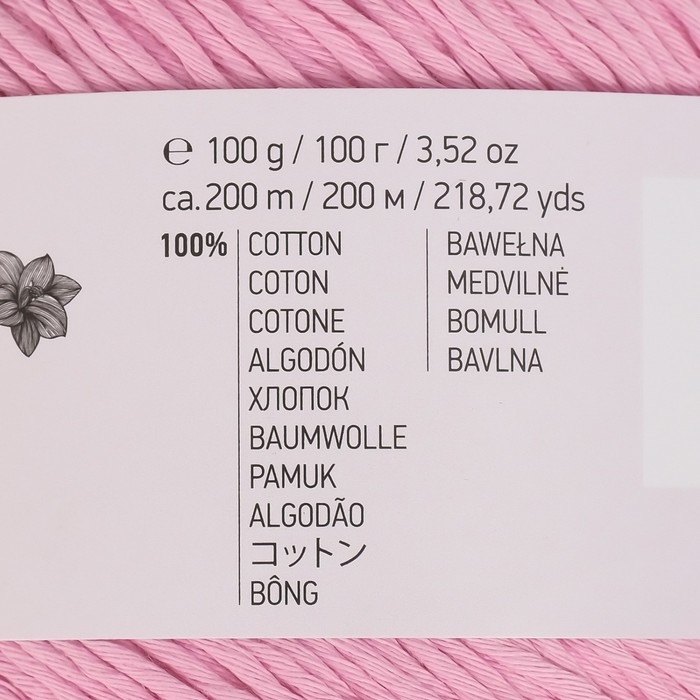 ℮ 100 g / 100 г / 3,52 oz
ca. 200 m / 200 м / 218,72 yds
100%
COTTON
COTON
COTONE
ALGODÓN
ХЛОПОК
BAUMWOLLE
PAMUK
ALGODÃO
コットン
BÔNG
BAWEŁNA
MEDVILNĖ
BOMULL
BAVLNA